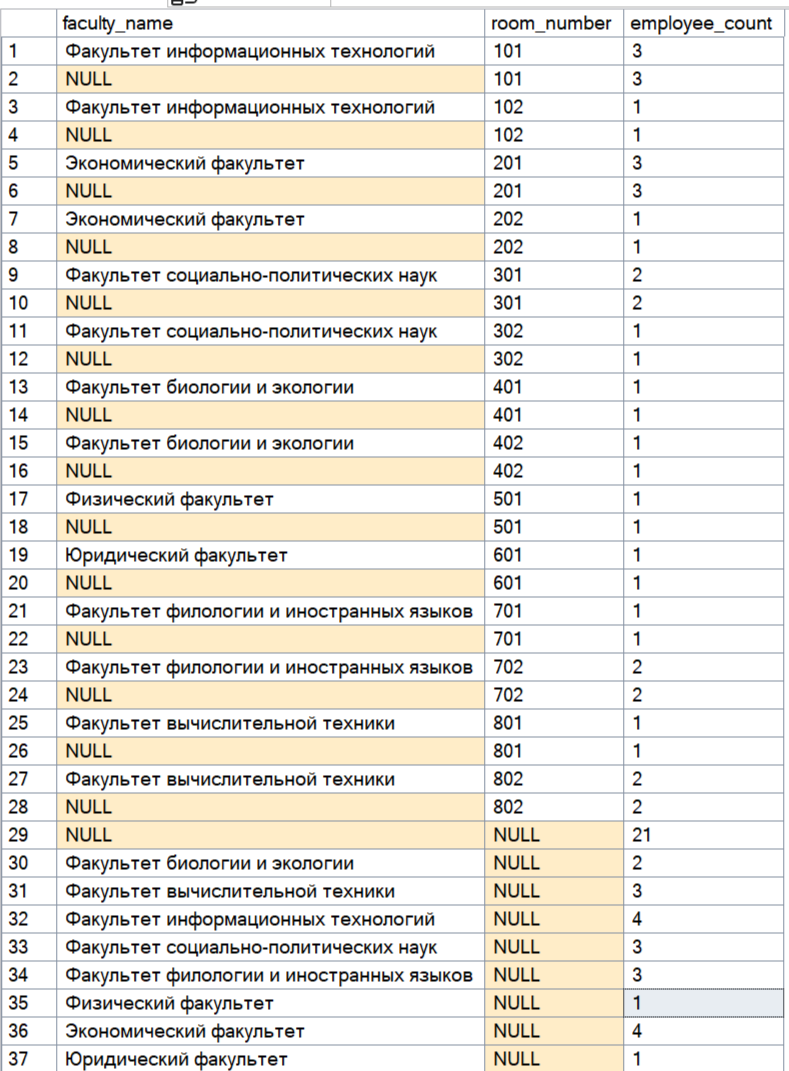 faculty_name room_number employee_count
1 Факультет информационных технологий 101 3
2 NULL 101 3
3 Факультет информационных технологий 102 1
4 NULL 102 1
5 Экономический факультет 201 3
6 NULL 201 3
7 Экономический факультет 202 1
8 NULL 202 1
9 Факультет социально-политических наук 301 2
10 NULL 301 2
11 Факультет социально-политических наук 302 1
12 NULL 302 1
13 Факультет биологии и экологии 401 1
14 NULL 401 1
15 Факультет биологии и экологии 402 1
16 NULL 402 1
17 Физический факультет 501 1
18 NULL 501 1
19 Юридический факультет 601 1
20 NULL 601 1
21 Факультет филологии и иностранных языков 701 1
22 NULL 701 1
23 Факультет филологии и иностранных языков 702 2
24 NULL 702 2
25 Факультет вычислительной техники 801 1
26 NULL 801 1
27 Факультет вычислительной техники 802 2
28 NULL 802 2
29 NULL NULL 21
30 Факультет биологии и экологии NULL 2
31 Факультет вычислительной техники NULL 3
32 Факультет информационных технологий NULL 4
33 Факультет социально-политических наук NULL 3
34 Факультет филологии и иностранных языков NULL 3
35 Физический факультет NULL 1
36 Экономический факультет NULL 4
37 Юридический факультет NULL 1